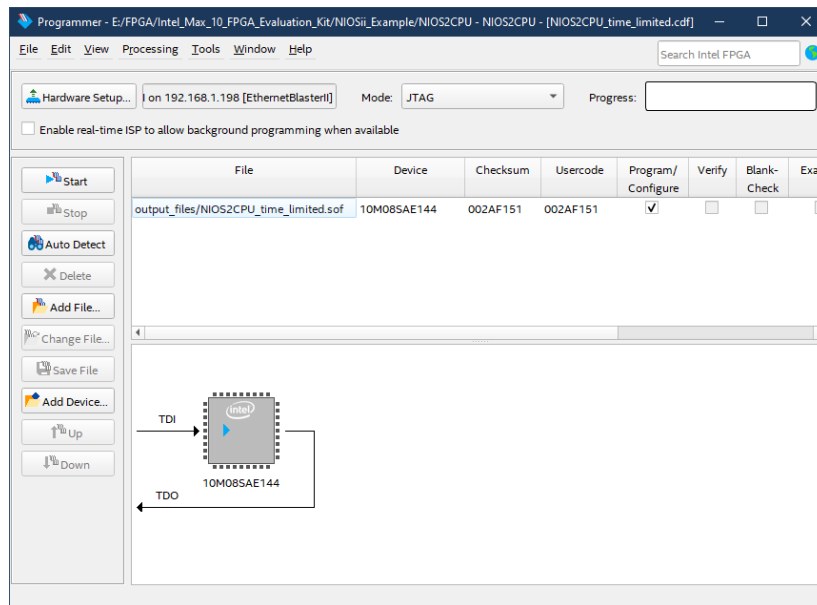 Programmer - E:/FPGA/Intel_Max_10_FPGA_Evaluation_Kit/NIOSii_Example/NIOS2CPU - NIOS2CPU - [NIOS2CPU_time_limited.cdf]
File Edit View Processing Tools Window Help
Search Intel FPGA
Hardware Setup... on 192.168.1.198 [EthernetBlasterII] Mode: JTAG Progress:
Enable real-time ISP to allow background programming when available
Start
Stop
Auto Detect
Delete
Add File...
Change File...
Save File
Add Device...
Up
Down
File Device Checksum Usercode Program/ Configure Verify Blank- Check Exa
output_files/NIOS2CPU_time_limited.sof 10M08SAE144 002AF151 002AF151
TDI
intel
10M08SAE144
TDO